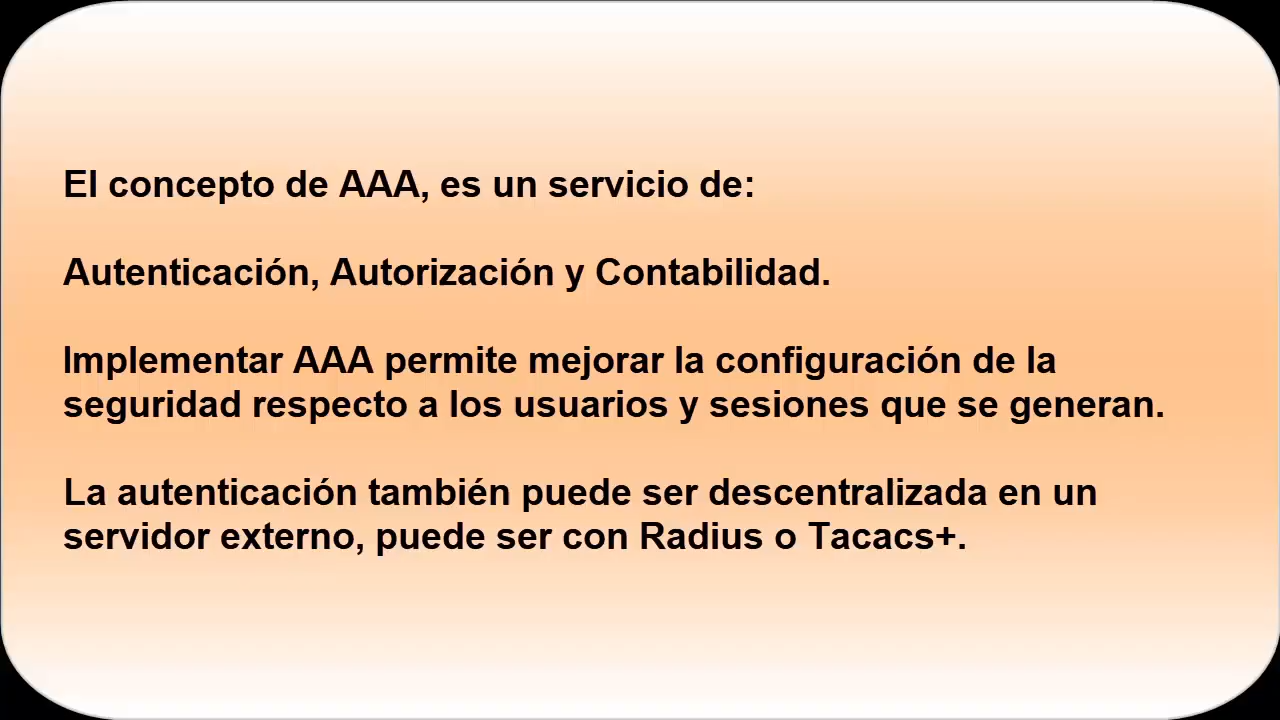 El concepto de AAA, es un servicio de:
Autenticación, Autorización y Contabilidad.
Implementar AAA permite mejorar la configuración de la
seguridad respecto a los usuarios y sesiones que se generan.
La autenticación también puede ser descentralizada en un
servidor externo, puede ser con Radius o Tacacs+.